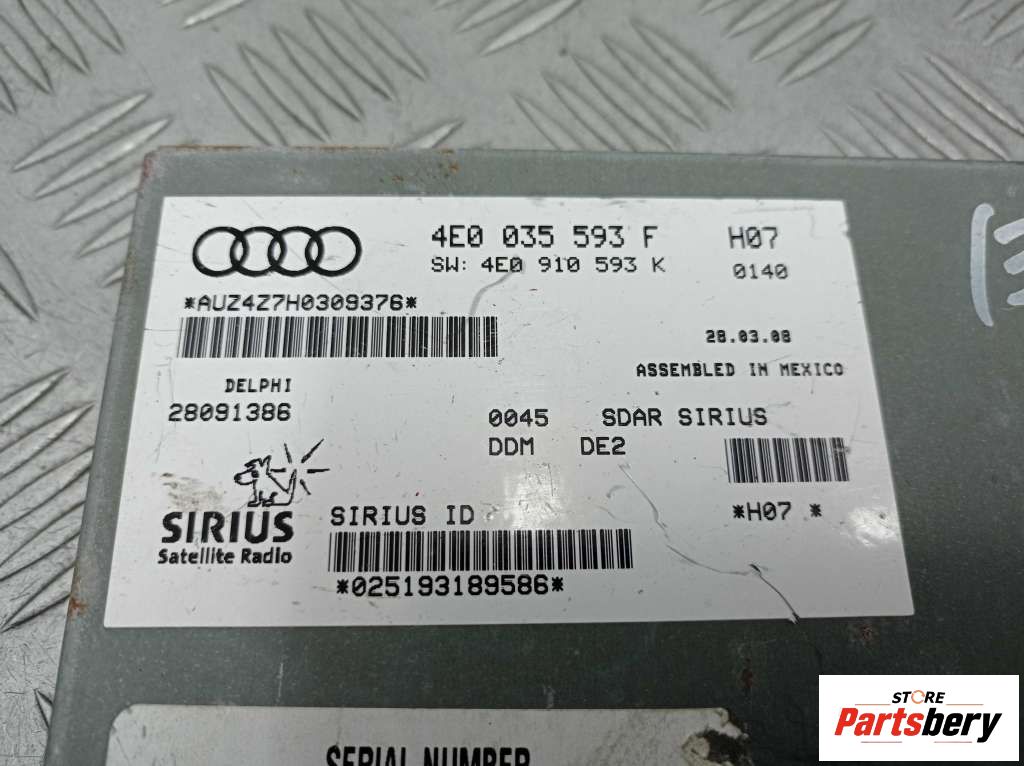 4E0 035 593 F H07
SW: 4E0 910 593 K 0140
*AUZ4Z7H0309376*
28.03.08
ASSEMBLED IN MEXICO
DELPHI
28091386
0045 SDAR SIRIUS
DDM DE2
*H07 *
SIRIUS
Satellite Radio
SIRIUS ID
*025193189586*
SERIAL NUMBER
STORE
Partsbery